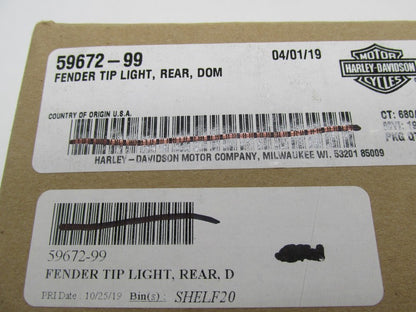 59672-99
04/01/19
FENDER TIP LIGHT, REAR, DOM
MOTOR
HARLEY-DAVIDSON
CYCLES
COUNTRY OF ORIGIN U.S.A.
CT: 680
HARLEY-DAVIDSON MOTOR COMPANY, MILWAUKEE WI. 53201 85009
59672-99
FENDER TIP LIGHT, REAR, D
PRI Date: 10/25/19 Bin(s): SHELF20